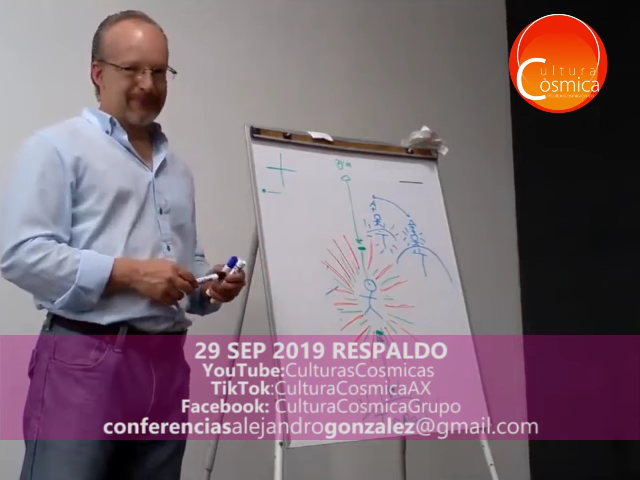 Cultura
Cósmica
29 SEP 2019 RESPALDO
YouTube:CulturasCosmicas
TikTok:CulturaCosmicaAX
Facebook: CulturaCosmicaGrupo
conferenciasalejandrogonzalez@gmail.com